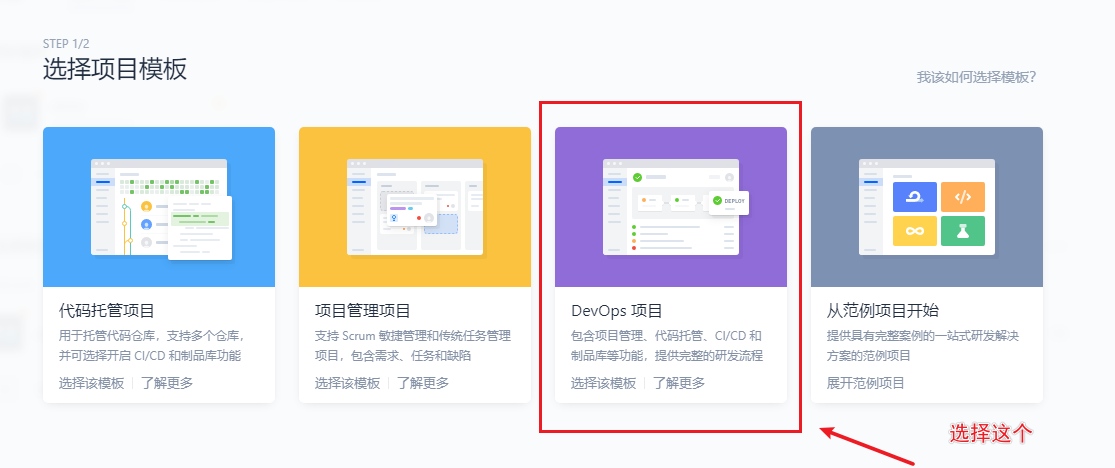 STEP 1/2
选择项目模板
我该如何选择模板?
DEPLOY
代码托管项目
用于托管代码仓库，支持多个仓库，
并可选择开启 CI/CD 和制品库功能
选择该模板 | 了解更多
项目管理项目
支持 Scrum 敏捷管理和传统任务管理
项目，包含需求、任务和缺陷
选择该模板 | 了解更多
DevOps 项目
包含项目管理、代码托管、CI/CD 和
制品库等功能，提供完整的研发流程
选择该模板 | 了解更多
从范例项目开始
提供具有完整案例的一站式研发解决
方案的范例项目
展开范例项目
选择这个